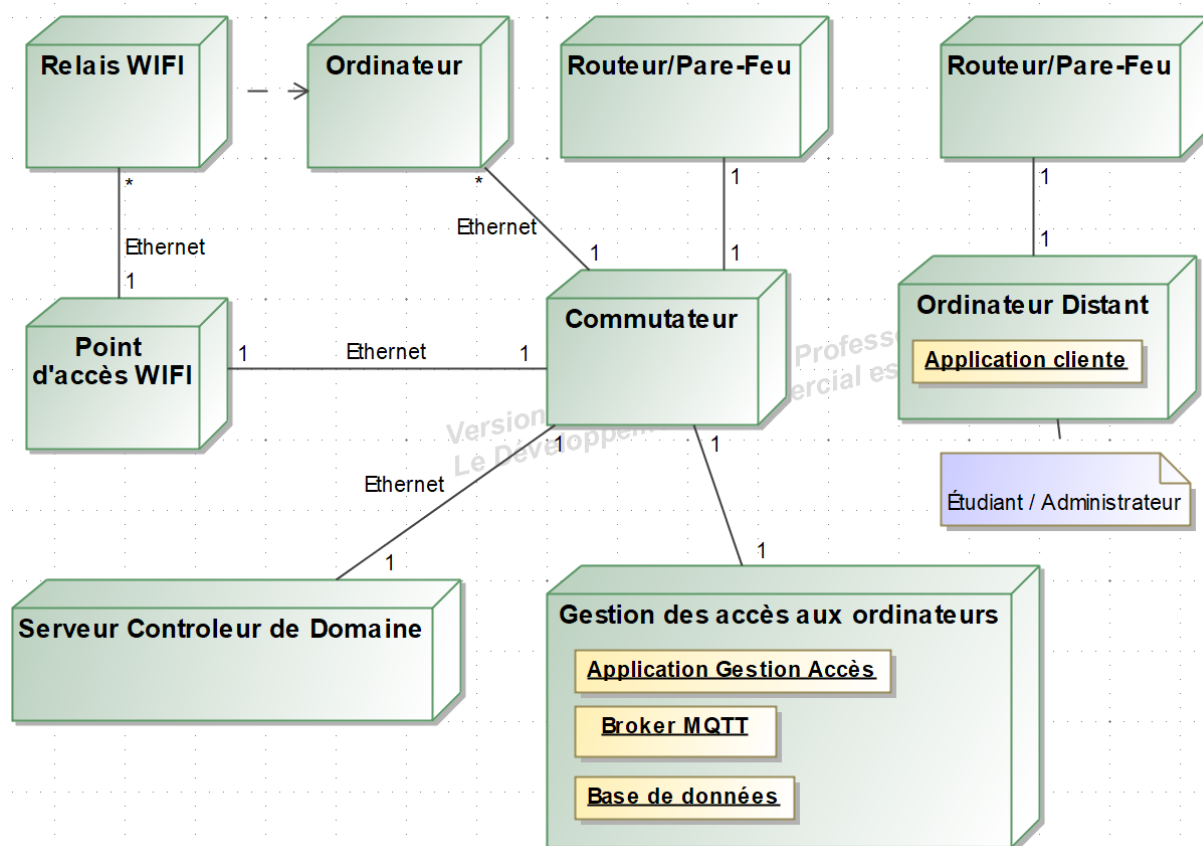 Relais WIFI
Ordinateur
Routeur/Pare-Feu
Routeur/Pare-Feu
*
*
1
1
Ethernet
Ethernet
1
1
1
1
Point
d'accès WIFI
1
Ethernet
1
Commutateur
Ordinateur Distant
Application cliente
Version
Profess
Le Développem
ercial es
1
1
Ethernet
Étudiant / Administrateur
1
1
Serveur Controleur de Domaine
Gestion des accès aux ordinateurs
Application Gestion Accès
Broker MQTT
Base de données